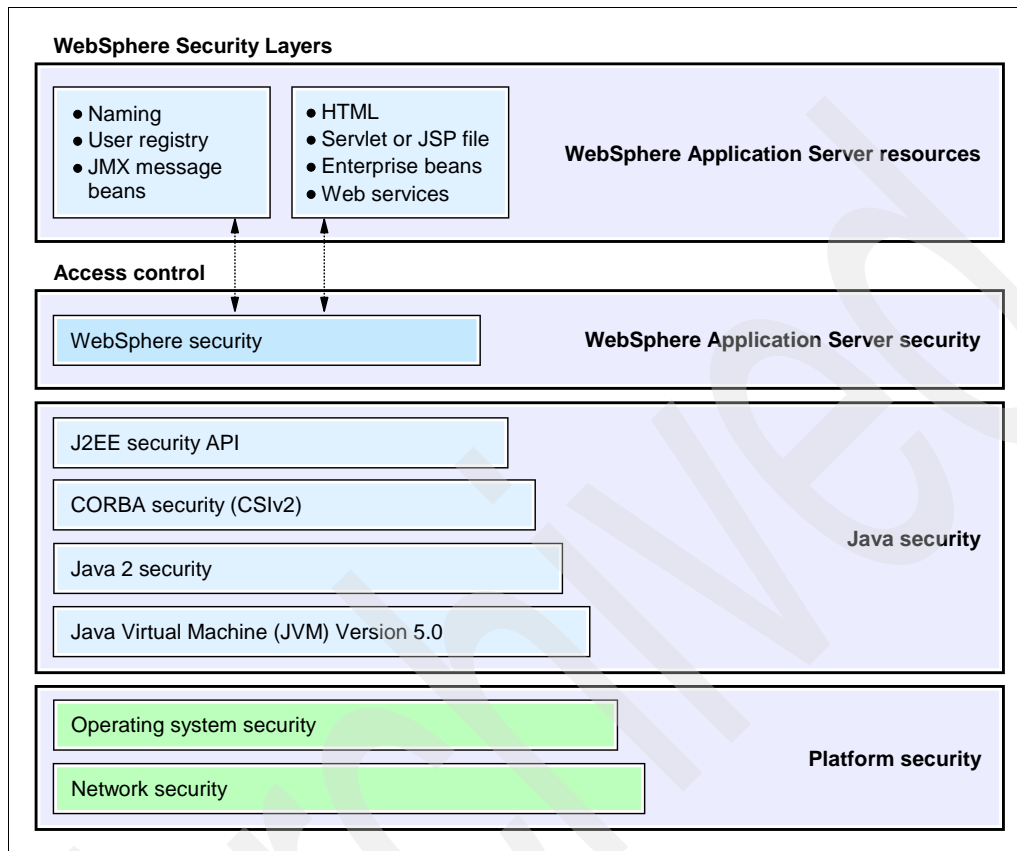 WebSphere Security Layers
● Naming
● User registry
● JMX message
beans
● HTML
● Servlet or JSP file
● Enterprise beans
● Web services
WebSphere Application Server resources
Access control
WebSphere security
WebSphere Application Server security
J2EE security API
CORBA security (CSIv2)
Java 2 security
Java Virtual Machine (JVM) Version 5.0
Java security
Operating system security
Network security
Platform security